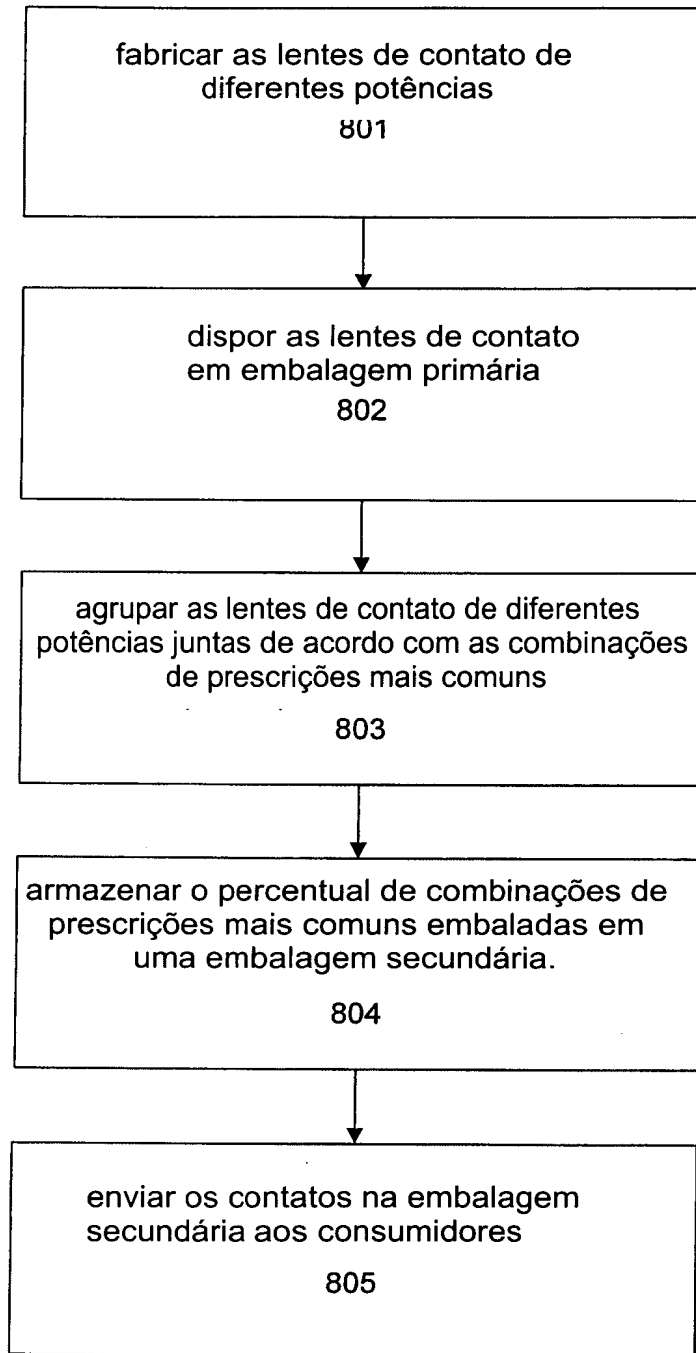 fabricar as lentes de contato de
diferentes potências
801
dispor as lentes de contato
em embalagem primária
802
agrupar as lentes de contato de diferentes
potências juntas de acordo com as combinações
de prescrições mais comuns
803
armazenar o percentual de combinações de
prescrições mais comuns embaladas em
uma embalagem secundária.
804
enviar os contatos na embalagem
secundária aos consumidores
805